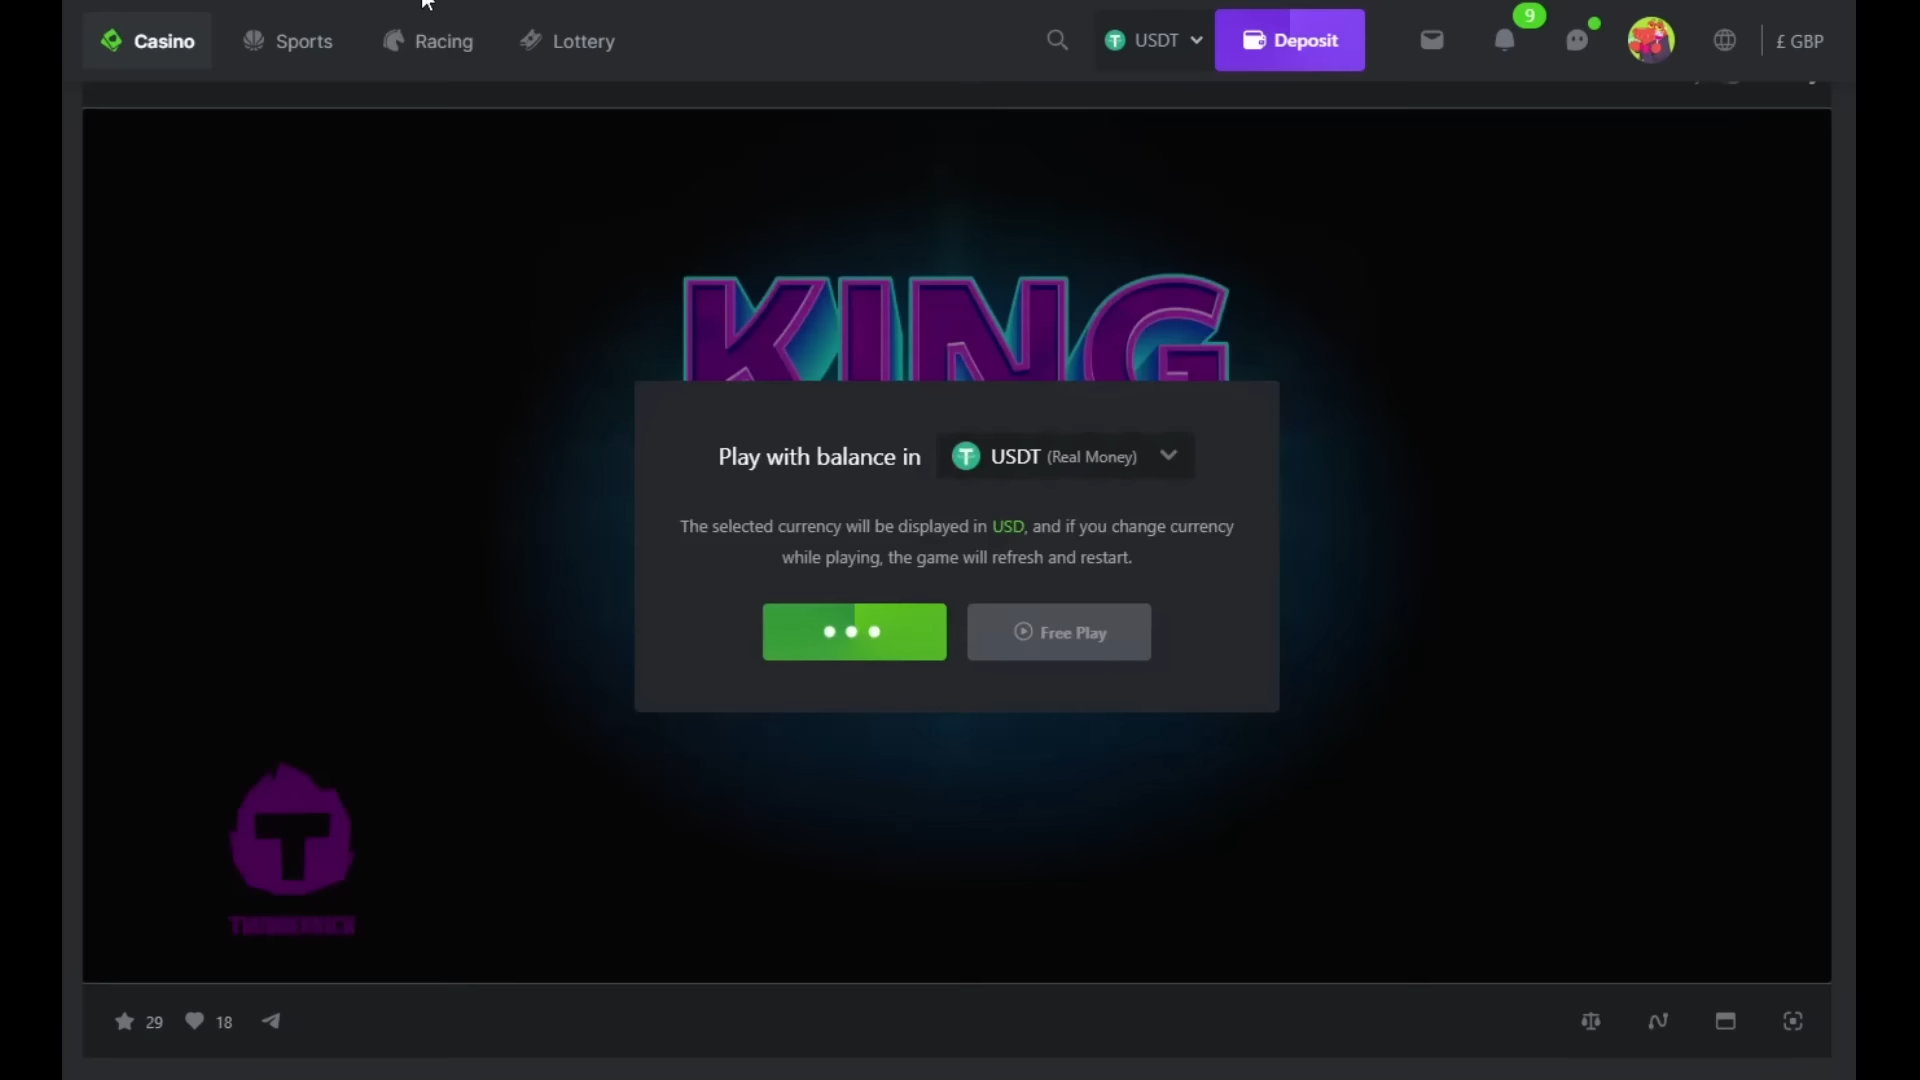 Casino
Sports
Racing
Lottery
USDT
Deposit
9
£ GBP
KING
Play with balance in
USDT (Real Money)
The selected currency will be displayed in USD, and if you change currency
while playing, the game will refresh and restart.
Free Play
T
THUNDERKICK
29
18